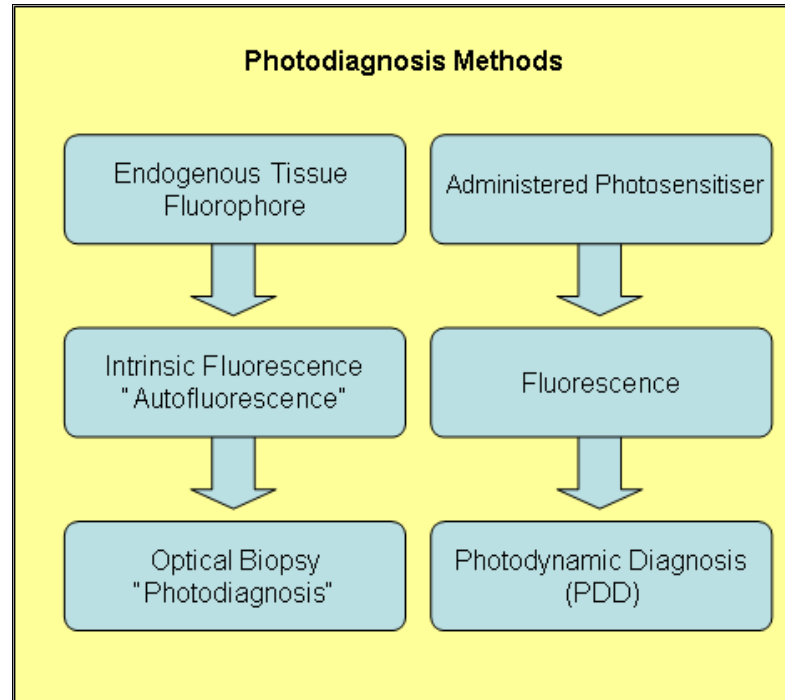 Photodiagnosis Methods
Endogenous Tissue
Fluorophore
Administered Photosensitiser
Intrinsic Fluorescence
"Autofluorescence"
Fluorescence
Optical Biopsy
"Photodiagnosis"
Photodynamic Diagnosis
(PDD)